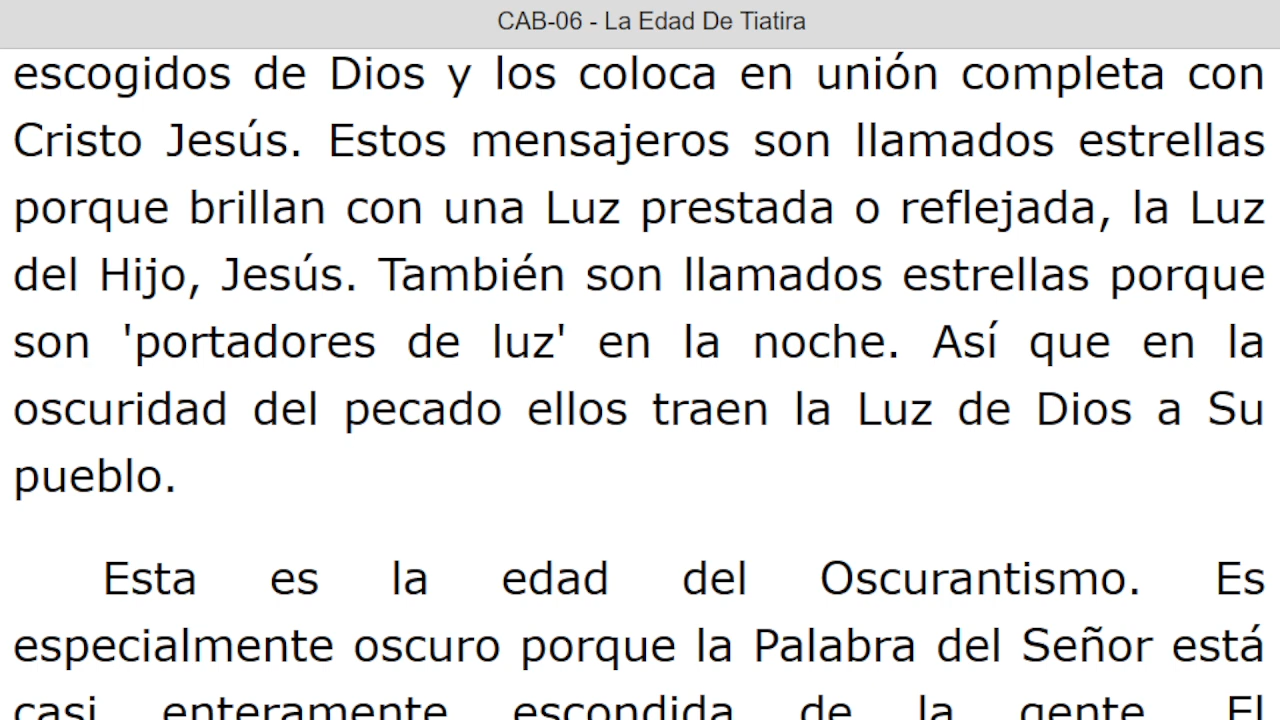 CAB-06 - La Edad De Tiatira
escogidos de Dios y los coloca en unión completa con
Cristo Jesús. Estos mensajeros son llamados estrellas
porque brillan con una Luz prestada o reflejada, la Luz
del Hijo, Jesús. También son llamados estrellas porque
son 'portadores de luz' en la noche. Así que en la
oscuridad del pecado ellos traen la Luz de Dios a Su
pueblo.
Esta es la edad del Oscurantismo. Es
especialmente oscuro porque la Palabra del Señor está
casi enteramente escondida de la gente. El